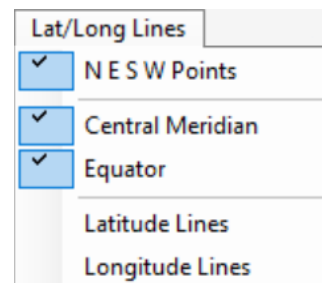 Lat/Long Lines
N E S W Points
Central Meridian
Equator
Latitude Lines
Longitude Lines